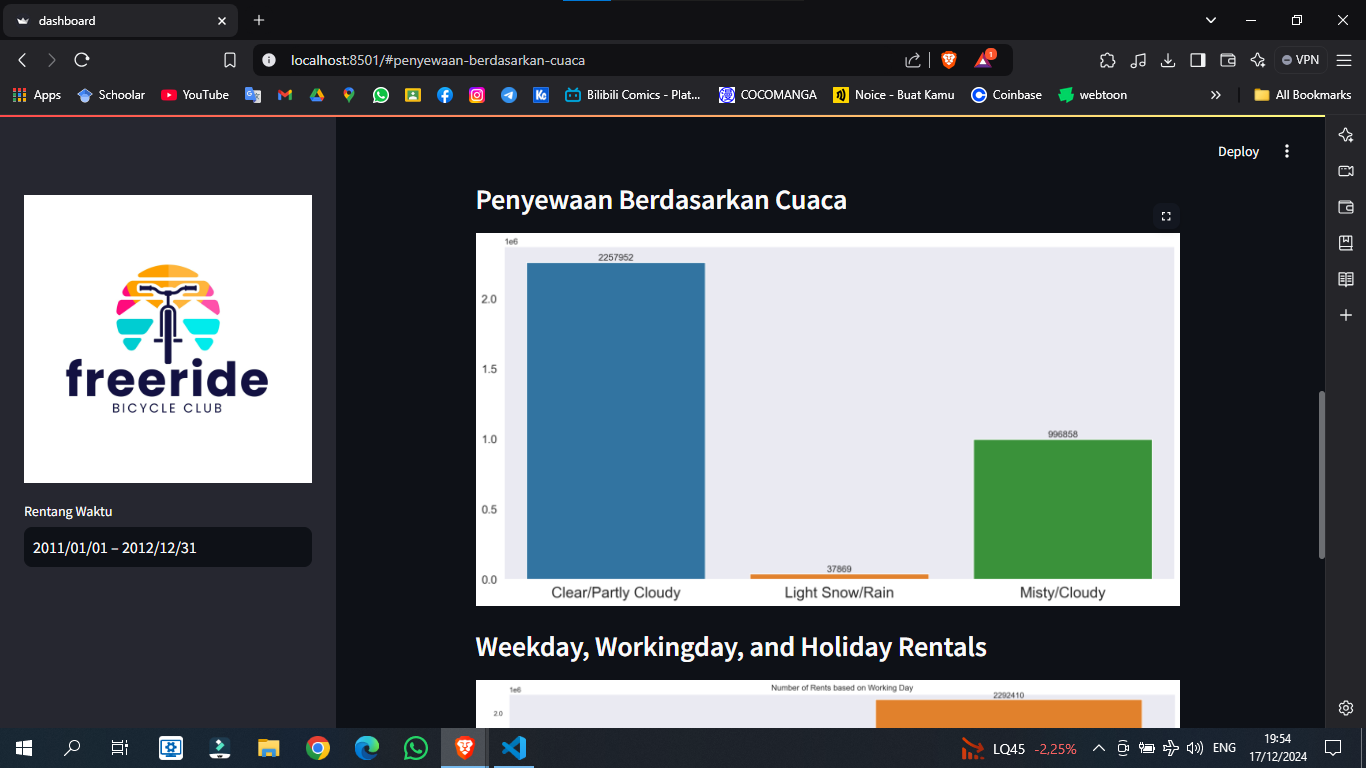 dashboard
localhost:8501/#penyewaan-berdasarkan-cuaca
1
VPN
Apps
Schoolar
YouTube
Bilibili Comics - Plat...
COCOMANGA
Noice - Buat Kamu
Coinbase
webtoon
All Bookmarks
Deploy
freeride
BICYCLE CLUB
Rentang Waktu
2011/01/01 – 2012/12/31
Penyewaan Berdasarkan Cuaca
1e6
2257952
2.0
1.5
1.0
996858
0.5
37869
0.0
Clear/Partly Cloudy
Light Snow/Rain
Misty/Cloudy
Weekday, Workingday, and Holiday Rentals
1e6
Number of Rents based on Working Day
2292410
2.0
LQ45 -2,25%
ENG
19:54
17/12/2024